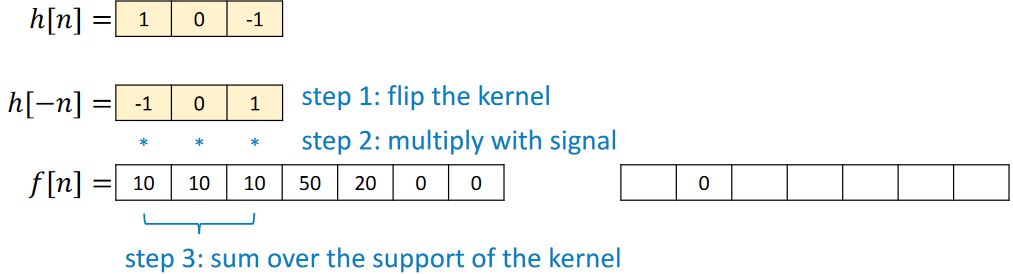 h[n] = 1 0 -1
h[−n] = -1 0 1 step 1: flip the kernel
* * * step 2: multiply with signal
f[n] = 10 10 10 50 20 0 0 0
step 3: sum over the support of the kernel